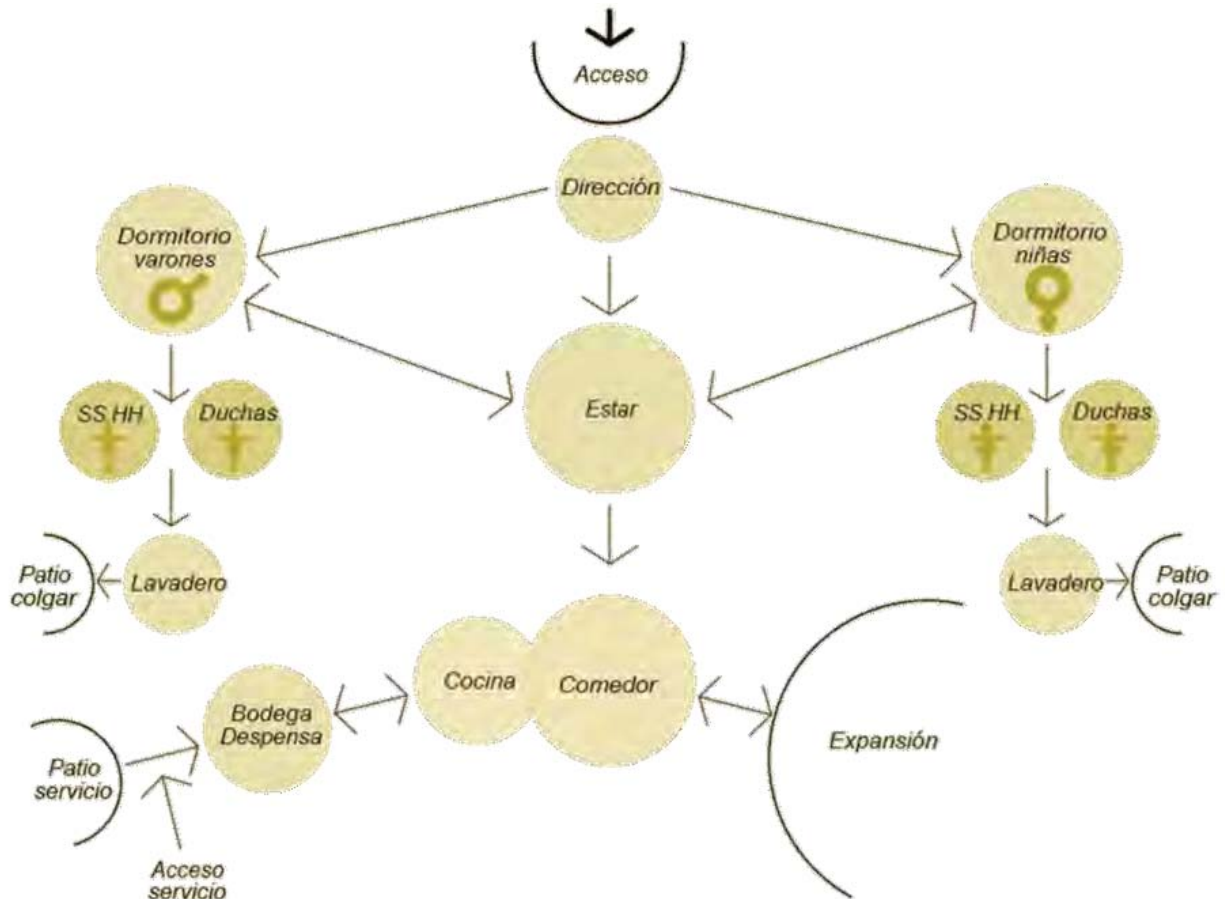 Acceso
Dirección
Dormitorio
varones
Dormitorio
niñas
Estar
SS HH
Duchas
SS HH
Duchas
Patio
colgar
Lavadero
Lavadero
Patio
colgar
Cocina
Comedor
Bodega
Despensa
Expansión
Patio
servicio
Acceso
servicio